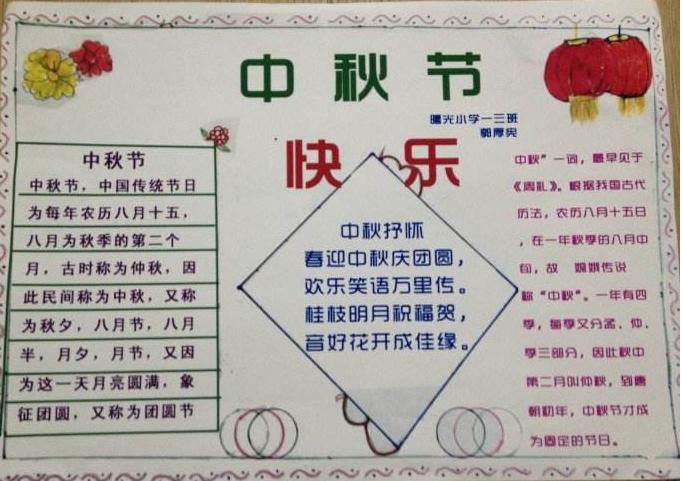 中秋节
快乐
曙光小学一三班
郭厚宪
中秋节
中秋节，中国传统节日
为每年农历八月十五，
八月为秋季的第二个
月，古时称为仲秋，因
此民间称为中秋，又称
为秋夕，八月节，八月
半，月夕，月节，又因
为这一天月亮圆满，象
征团圆，又称为团圆节
中秋抒怀
春迎中秋庆团圆，
欢乐笑语万里传。
桂枝明月祝福贺，
音好花开成佳缘。
中秋”一词，最早见于
《周礼》。根据我国古代
历法，农历八月十五日
，在一年秋季的八月中
旬，故 嫦娥传说
称“中秋”。一年有四
季，每季又分孟、仲、
季三部分，因此秋中
第二月叫仲秋，到唐
朝初年，中秋节才成
为固定的节日。